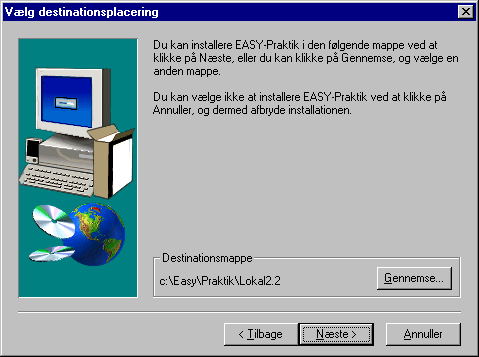 Vælg destinationsplacering
Du kan installere EASY-Praktik i den følgende mappe ved at
klikke på Næste, eller du kan klikke på Gennemse, og vælge en
anden mappe.
Du kan vælge ikke at installere EASY-Praktik ved at klikke på
Annuller, og dermed afbryde installationen.
Destinationsmappe
c:\Easy\Praktik\Lokal2.2
Gennemse...
< Tilbage
Næste >
Annuller